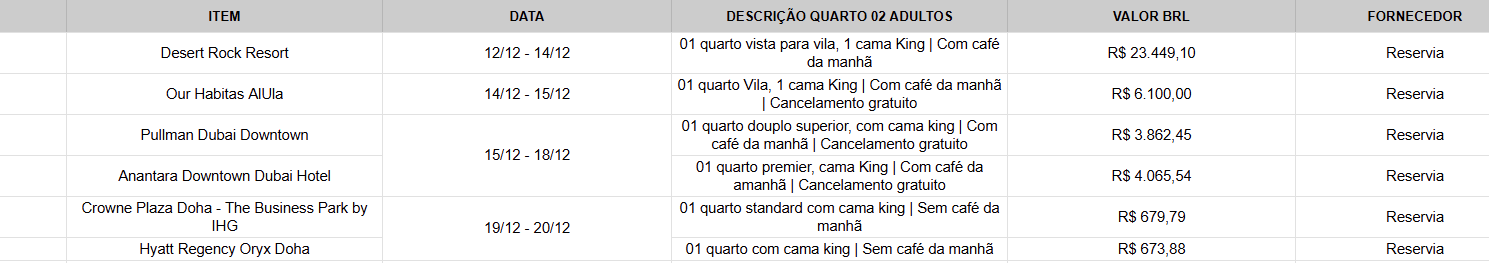 ITEM DATA DESCRIÇÃO QUARTO 02 ADULTOS VALOR BRL FORNECEDOR
Desert Rock Resort 12/12 - 14/12 01 quarto vista para vila, 1 cama King | Com café
da manhã R$ 23.449,10 Reservia
Our Habitas AlUla 14/12 - 15/12 01 quarto Vila, 1 cama King | Com café da manhã
| Cancelamento gratuito R$ 6.100,00 Reservia
Pullman Dubai Downtown 15/12 - 18/12 01 quarto douplo superior, com cama king | Com
café da manhã | Cancelamento gratuito R$ 3.862,45 Reservia
Anantara Downtown Dubai Hotel 01 quarto premier, cama King | Com café da
amanhã | Cancelamento gratuito R$ 4.065,54 Reservia
Crowne Plaza Doha - The Business Park by
IHG 19/12 - 20/12 01 quarto standard com cama king | Sem café da
manhã R$ 679,79 Reservia
Hyatt Regency Oryx Doha 01 quarto com cama king | Sem café da manhã R$ 673,88 Reservia